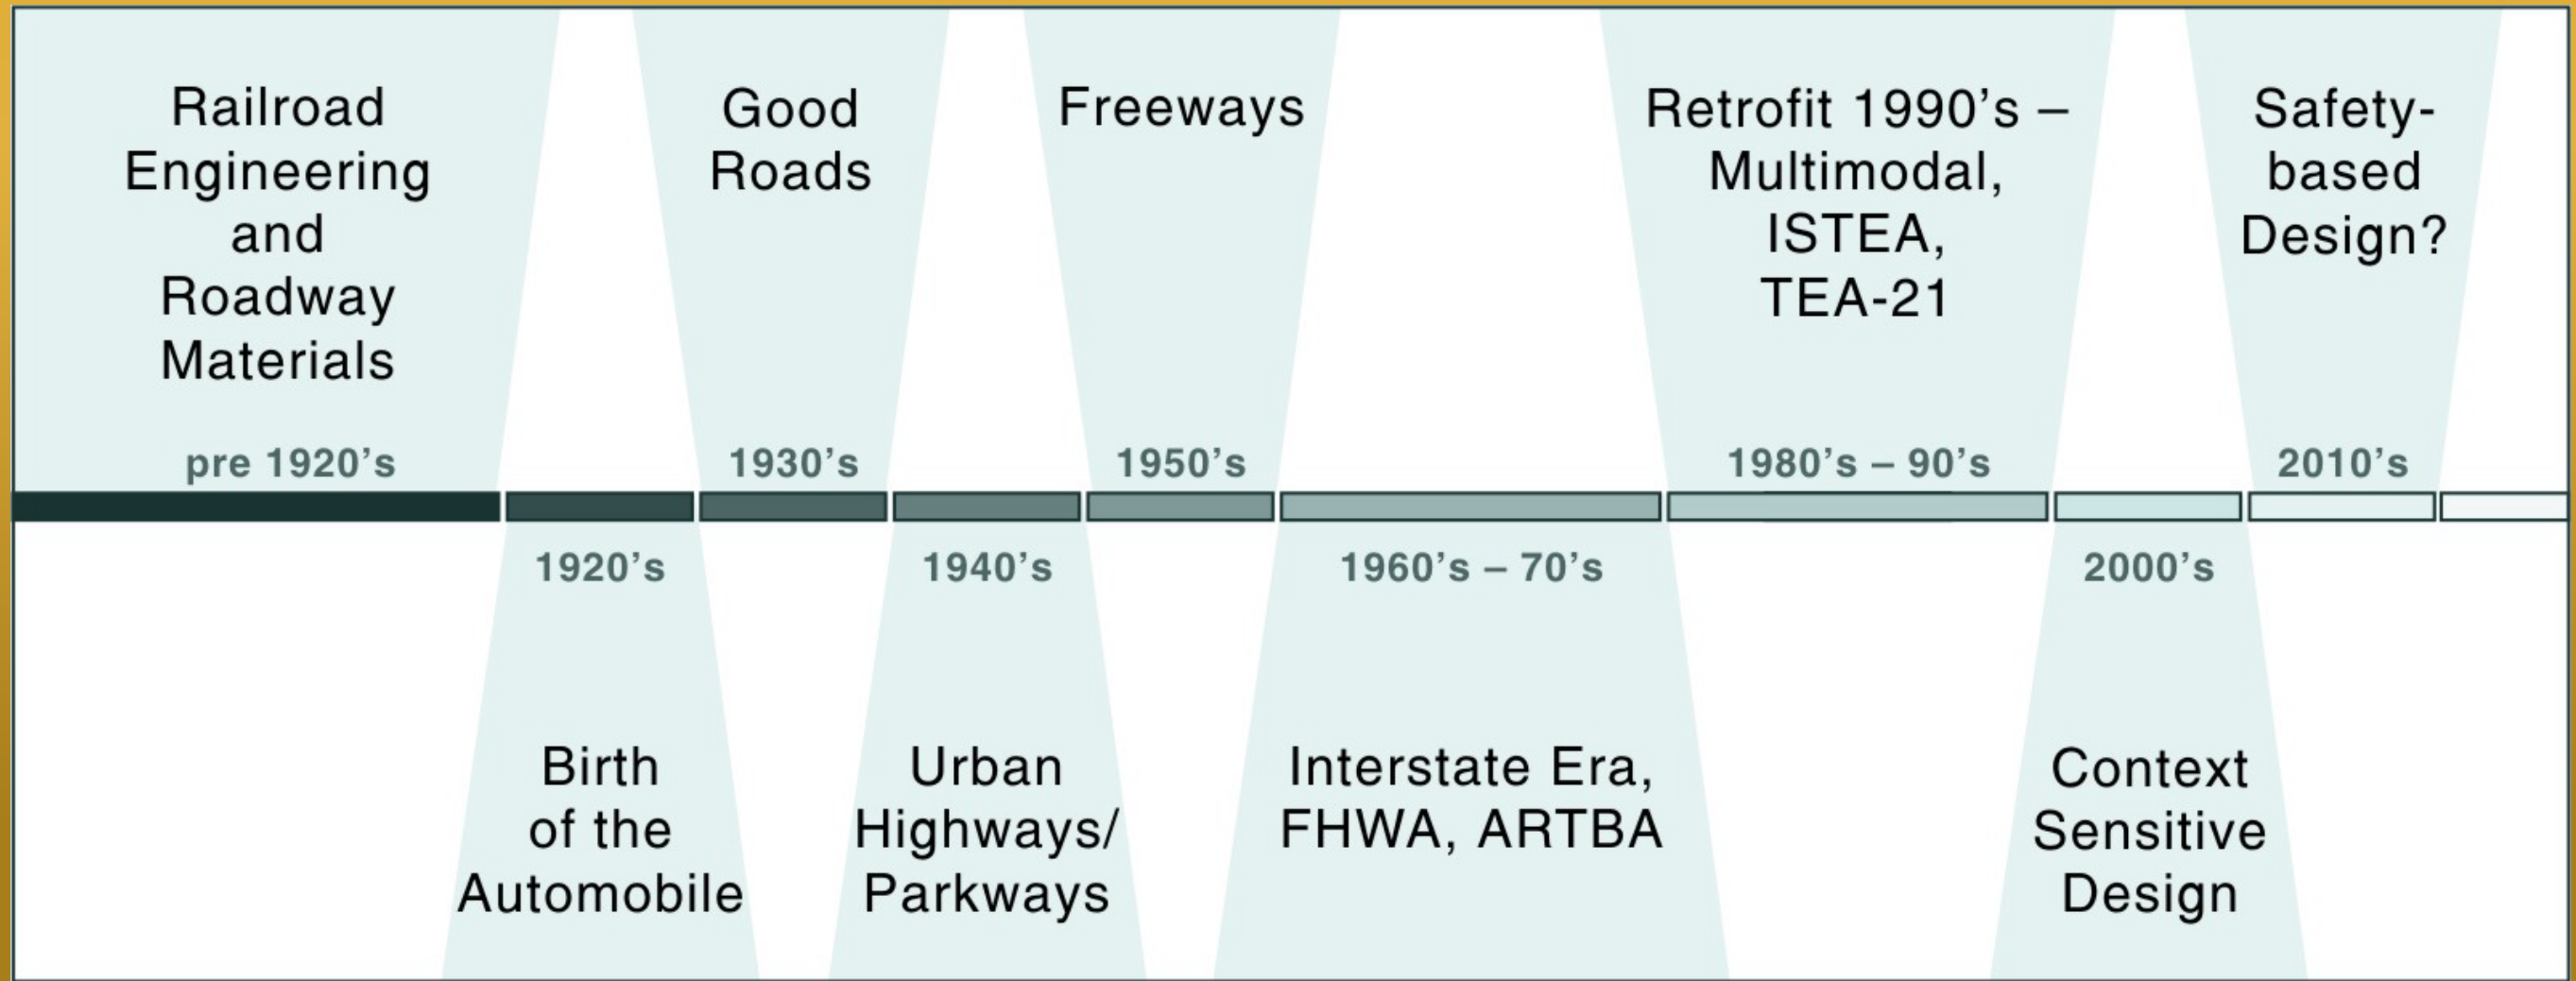 Railroad
Engineering
and
Roadway
Materials
pre 1920’s
Birth
of the
Automobile
1920’s
Good
Roads
1930’s
Urban
Highways/
Parkways
1940’s
Freeways
1950’s
Interstate Era,
FHWA, ARTBA
1960’s – 70’s
Retrofit 1990’s –
Multimodal,
ISTEA,
TEA-21
1980’s – 90’s
Context
Sensitive
Design
2000’s
Safety-
based
Design?
2010’s